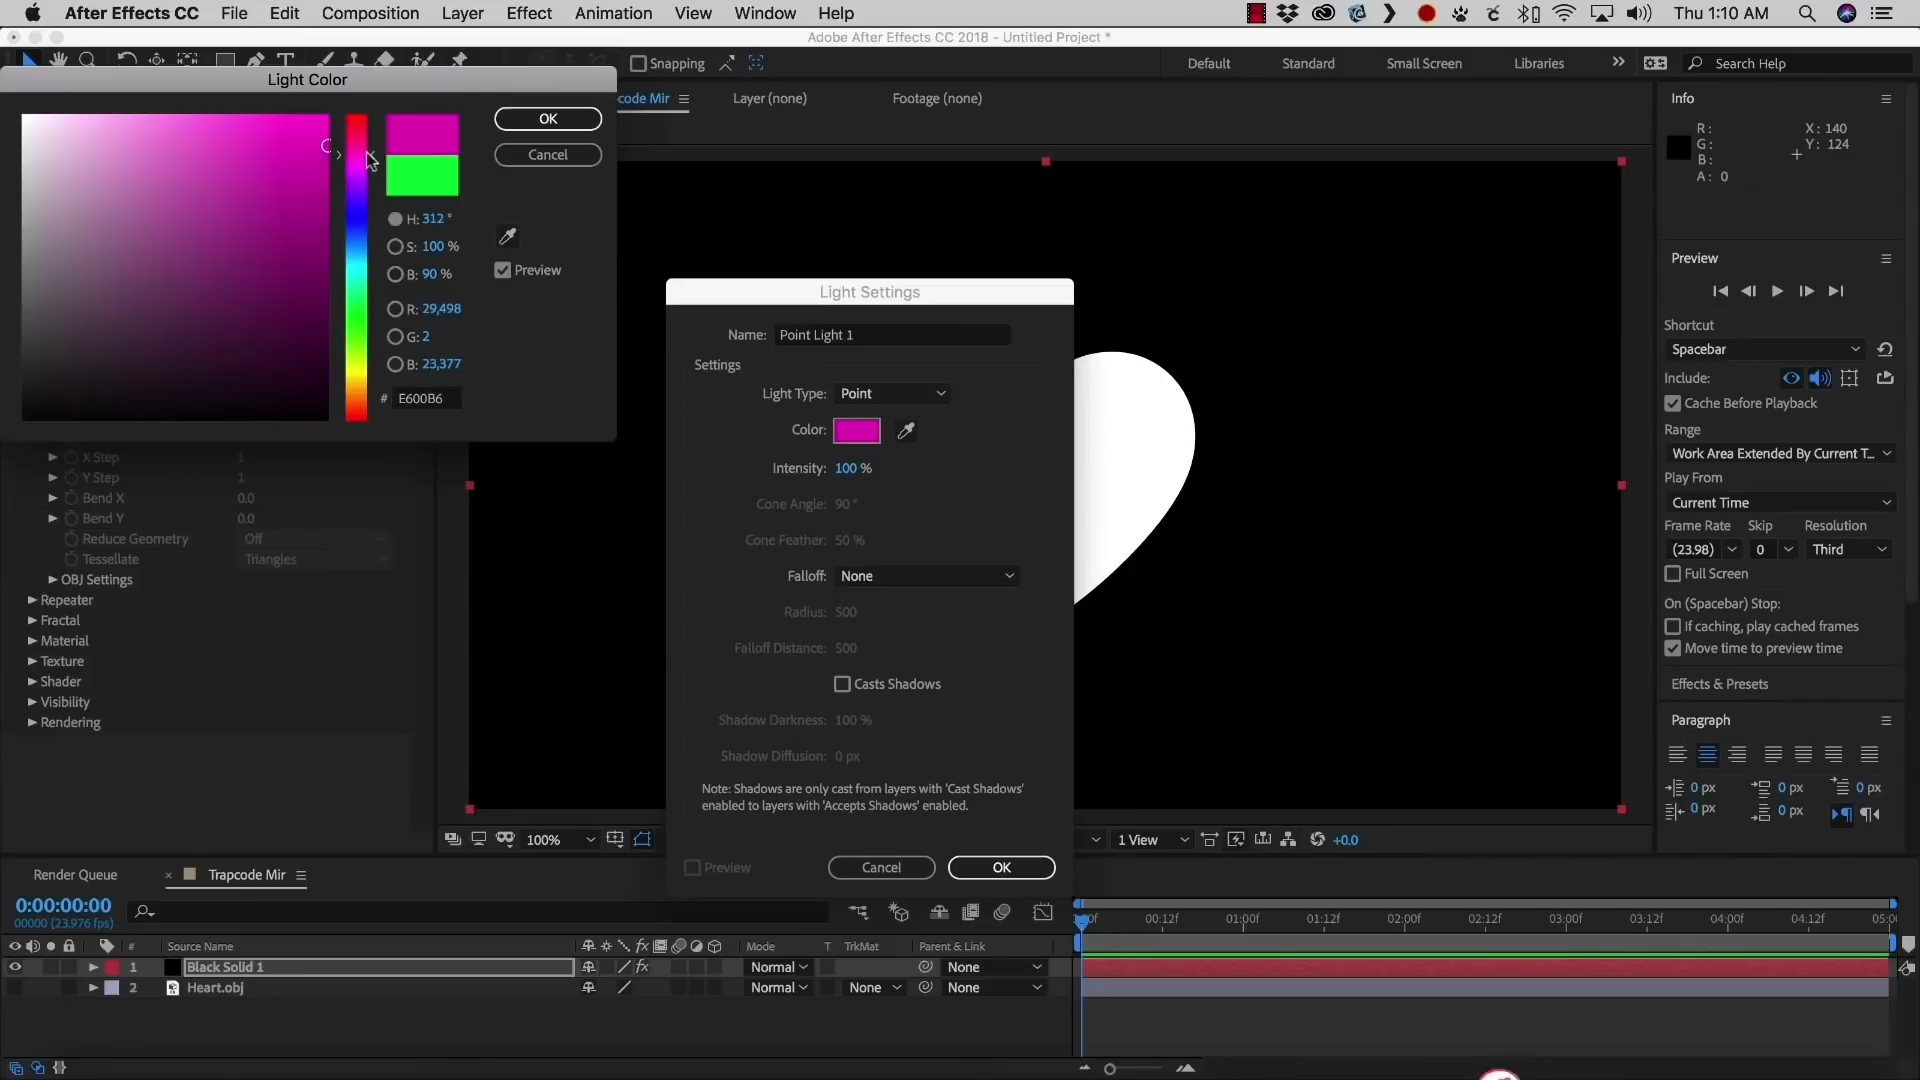 After Effects CC File Edit Composition Layer Effect Animation View Window Help Thu 1:10 AM
Adobe After Effects CC 2018 - Untitled Project *
Snapping Default Standard Small Screen Libraries Search Help
Light Color
code Mir Layer (none) Footage (none)
OK
Cancel
H: 312 °
S: 100 %
B: 90 %
Preview
R: 29,498
G: 2
B: 23,377
# E600B6
X Step 1
Y Step 1
Bend X 0.0
Bend Y 0.0
Reduce Geometry Off
Tessellate Triangles
OBJ Settings
Repeater
Fractal
Material
Texture
Shader
Visibility
Rendering
Light Settings
Name: Point Light 1
Settings
Light Type: Point
Color:
Intensity: 100 %
Cone Angle: 90 °
Cone Feather: 50 %
Falloff: None
Radius: 500
Falloff Distance: 500
Casts Shadows
Shadow Darkness: 100 %
Shadow Diffusion: 0 px
Note: Shadows are only cast from layers with 'Cast Shadows'
enabled to layers with 'Accepts Shadows' enabled.
Preview Cancel OK
100% 1 View +0.0
Info
R: X: 140
G: Y: 124
B:
A: 0
Preview
Shortcut
Spacebar
Include:
Cache Before Playback
Range
Work Area Extended By Current T...
Play From
Current Time
Frame Rate Skip Resolution
(23.98) 0 Third
Full Screen
On (Spacebar) Stop:
If caching, play cached frames
Move time to preview time
Effects & Presets
Paragraph
0 px 0 px 0 px
0 px 0 px
Render Queue × Trapcode Mir
0:00:00:00
00000 (23.976 fps)
00f 00:12f 01:00f 01:12f 02:00f 02:12f 03:00f 03:12f 04:00f 04:12f 05:00
# Source Name fx Mode T TrkMat Parent & Link
1 Black Solid 1 fx Normal None
2 Heart.obj Normal None None